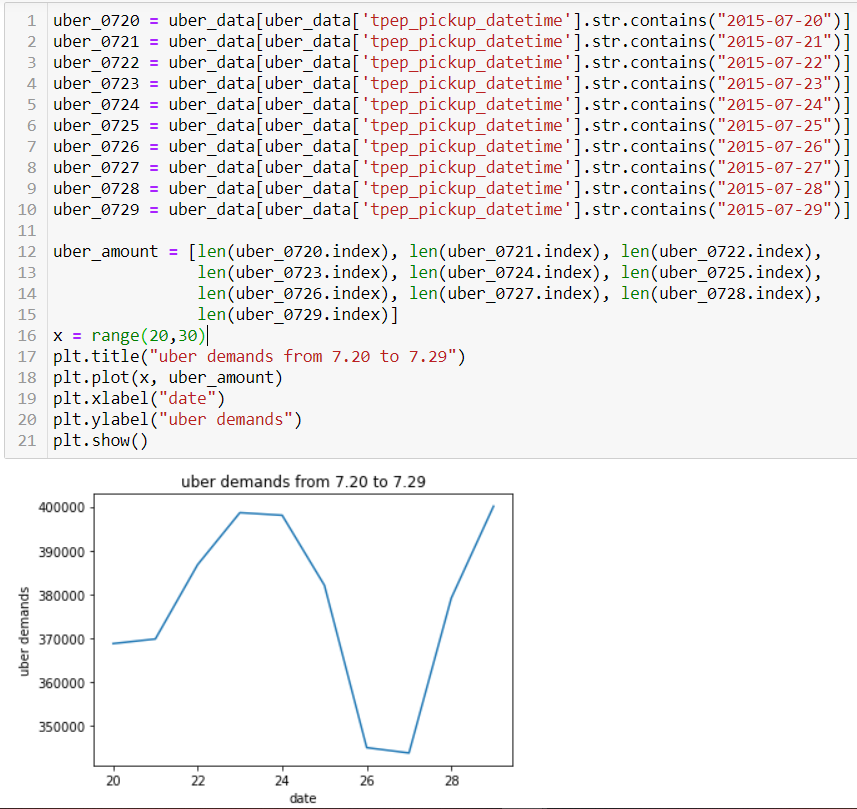 1 uber_0720 = uber_data[uber_data['tpep_pickup_datetime'].str.contains("2015-07-20")]
2 uber_0721 = uber_data[uber_data['tpep_pickup_datetime'].str.contains("2015-07-21")]
3 uber_0722 = uber_data[uber_data['tpep_pickup_datetime'].str.contains("2015-07-22")]
4 uber_0723 = uber_data[uber_data['tpep_pickup_datetime'].str.contains("2015-07-23")]
5 uber_0724 = uber_data[uber_data['tpep_pickup_datetime'].str.contains("2015-07-24")]
6 uber_0725 = uber_data[uber_data['tpep_pickup_datetime'].str.contains("2015-07-25")]
7 uber_0726 = uber_data[uber_data['tpep_pickup_datetime'].str.contains("2015-07-26")]
8 uber_0727 = uber_data[uber_data['tpep_pickup_datetime'].str.contains("2015-07-27")]
9 uber_0728 = uber_data[uber_data['tpep_pickup_datetime'].str.contains("2015-07-28")]
10 uber_0729 = uber_data[uber_data['tpep_pickup_datetime'].str.contains("2015-07-29")]
11
12 uber_amount = [len(uber_0720.index), len(uber_0721.index), len(uber_0722.index),
13 len(uber_0723.index), len(uber_0724.index), len(uber_0725.index),
14 len(uber_0726.index), len(uber_0727.index), len(uber_0728.index),
15 len(uber_0729.index)]
16 x = range(20,30)
17 plt.title("uber demands from 7.20 to 7.29")
18 plt.plot(x, uber_amount)
19 plt.xlabel("date")
20 plt.ylabel("uber demands")
21 plt.show()
uber demands from 7.20 to 7.29
400000
390000
380000
370000
360000
350000
uber demands
20 22 24 26 28
date